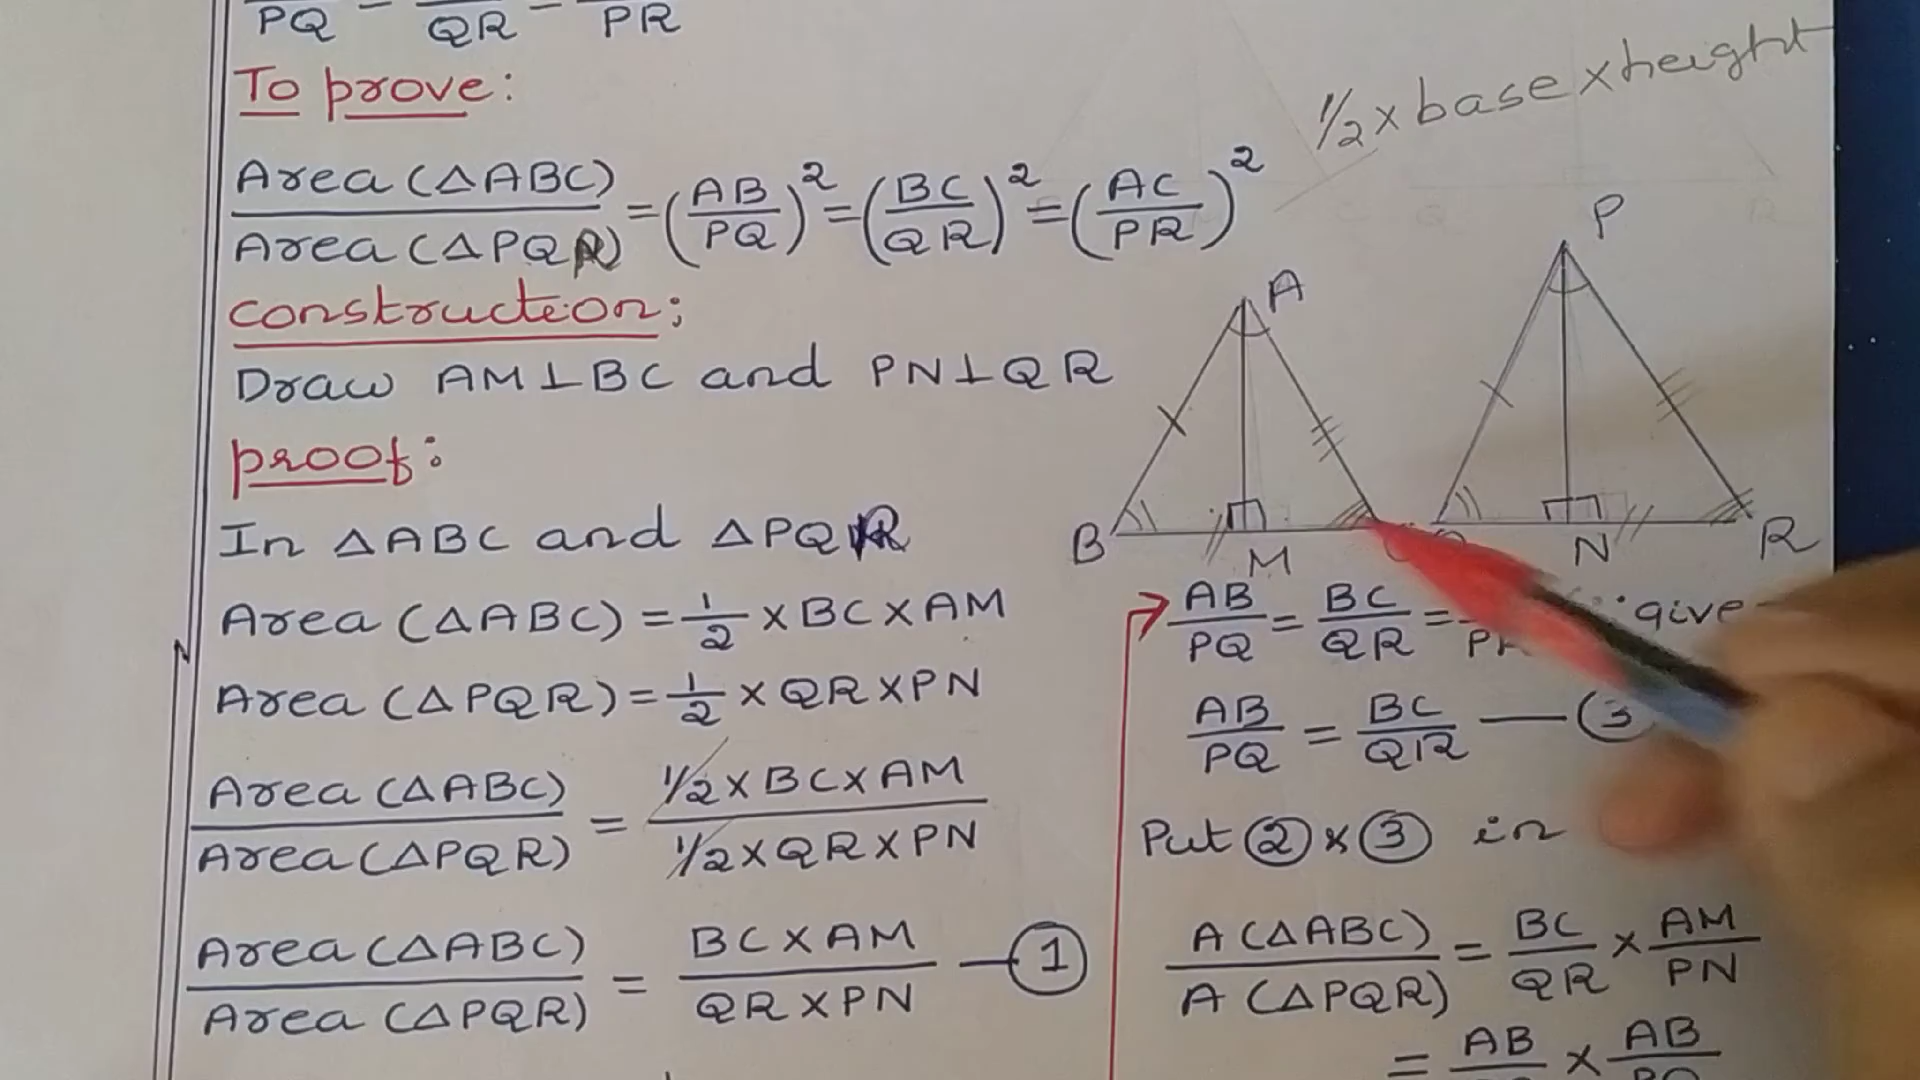 PQ = QR = PR
To prove:
Area (△ABC) / Area (△PQR) = (AB/PQ)² = (BC/QR)² = (AC/PR)²
construction;
Draw AM⊥BC and PN⊥QR
proof:
In △ABC and △PQR
Area (△ABC) = 1/2 × BC × AM
Area (△PQR) = 1/2 × QR × PN
Area (△ABC) / Area (△PQR) = 1/2 × BC × AM / 1/2 × QR × PN
Area (△ABC) / Area (△PQR) = BC × AM / QR × PN — ①
1/2 × base × height
A
B
M
P
N
R
AB/PQ = BC/QR =
AB/PQ = BC/QR — ③
Put ② × ③ in
A (△ABC) / A (△PQR) = BC/QR × AM/PN
= AB × AB